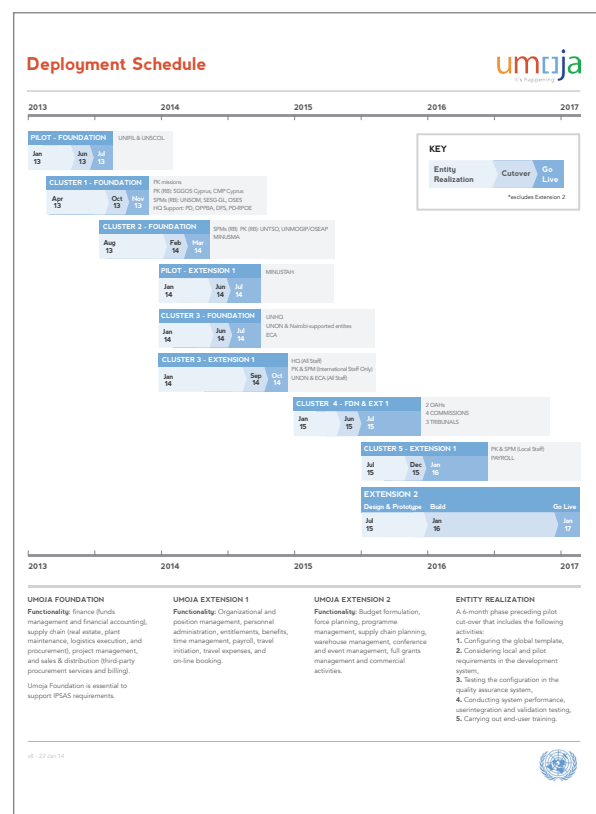 Deployment Schedule
umoja
it's happening
2013 2014 2015 2016 2017
PILOT - FOUNDATION
UNIFIL & UNSCOL
Jan 13
Jun 13
Jul 13
KEY
Entity Realization
Cutover
Go Live
*excludes Extension 2
CLUSTER 1 - FOUNDATION
PK missions
PK (RB): SGGOS Cyprus, CMP Cyprus
SPMs (RB): UNSOM, SESG-GL, OSES
HQ Support: PD, OPPBA, DFS, PO-RPOE
Apr 13
Oct 13
Nov 13
CLUSTER 2 - FOUNDATION
SPMs (RB) PK (RB): UNTSO, UNMOGIP/OSEAP
MINUSMA
Aug 13
Feb 14
Mar 14
PILOT - EXTENSION 1
MINUSTAH
Jan 14
Jun 14
Jul 14
CLUSTER 3 - FOUNDATION
UNHQ
UNON & Nairobi-supported entities
ECA
Jan 14
Jun 14
Jul 14
CLUSTER 3 - EXTENSION 1
HQ (All Staff)
PK & SPM (International Staff Only)
UNON & ECA (All Staff)
Jan 14
Sep 14
Oct 14
CLUSTER 4 - FDN & EXT 1
2 OAHs
4 COMMISSIONS
3 TRIBUNALS
Jan 15
Jun 15
Jul 15
CLUSTER 5 - EXTENSION 1
PK & SPM (Local Staff)
PAYROLL
Jul 15
Dec 15
Jan 16
EXTENSION 2
Design & Prototype Build Go Live
Jul 15
Jan 16
Jan 17
2013 2014 2015 2016 2017
UMOJA FOUNDATION
Functionality: finance (funds
management and financial accounting),
supply chain (real estate, plant
maintenance, logistics execution, and
procurement), project management,
and sales & distribution (third-party
procurement services and billing).
Umoja Foundation is essential to
support IPSAS requirements.
UMOJA EXTENSION 1
Functionality: Organizational and
position management, personnel
administration, entitlements, benefits,
time management, payroll, travel
initiation, travel expenses, and
on-line booking.
UMOJA EXTENSION 2
Functionality: Budget formulation,
force planning, programme
management, supply chain planning,
warehouse management, conference
and event management, full grants
management and commercial
activities.
ENTITY REALIZATION
A 6-month phase preceding pilot
cut-over that includes the following
activities:
1. Configuring the global template,
2. Considering local and pilot
requirements in the development
system,
3. Testing the configuration in the
quality assurance system,
4. Conducting system performance,
userintegration and validation testing,
5. Carrying out end-user training.
v8 - 22 Jan 14